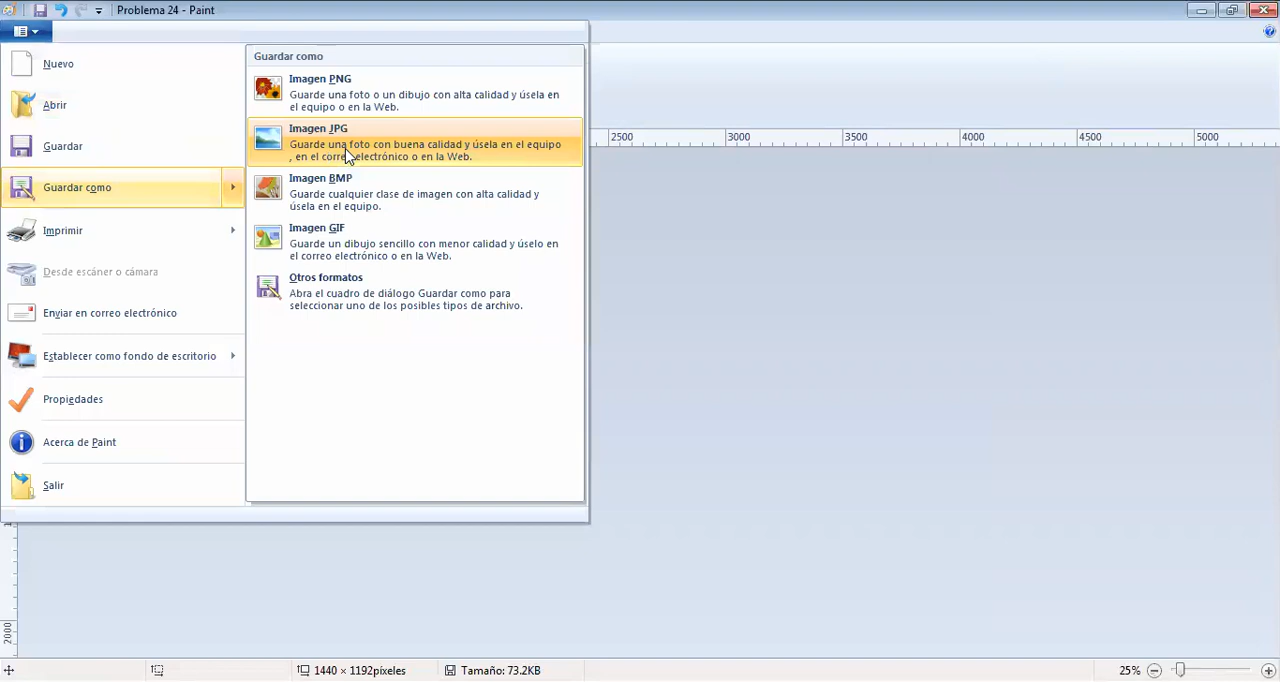 Problema 24 - Paint
Nuevo
Abrir
Guardar
Guardar como
Imprimir
Desde escáner o cámara
Enviar en correo electrónico
Establecer como fondo de escritorio
Propiedades
Acerca de Paint
Salir
Guardar como
Imagen PNG
Guarde una foto o un dibujo con alta calidad y úsela en
el equipo o en la Web.
Imagen JPG
Guarde una foto con buena calidad y úsela en el equipo
, en el correo electrónico o en la Web.
Imagen BMP
Guarde cualquier clase de imagen con alta calidad y
úsela en el equipo.
Imagen GIF
Guarde un dibujo sencillo con menor calidad y úselo en
el correo electrónico o en la Web.
Otros formatos
Abra el cuadro de diálogo Guardar como para
seleccionar uno de los posibles tipos de archivo.
2500 3000 3500 4000 4500 5000
2000
1440 × 1192píxeles
Tamaño: 73.2KB
25%